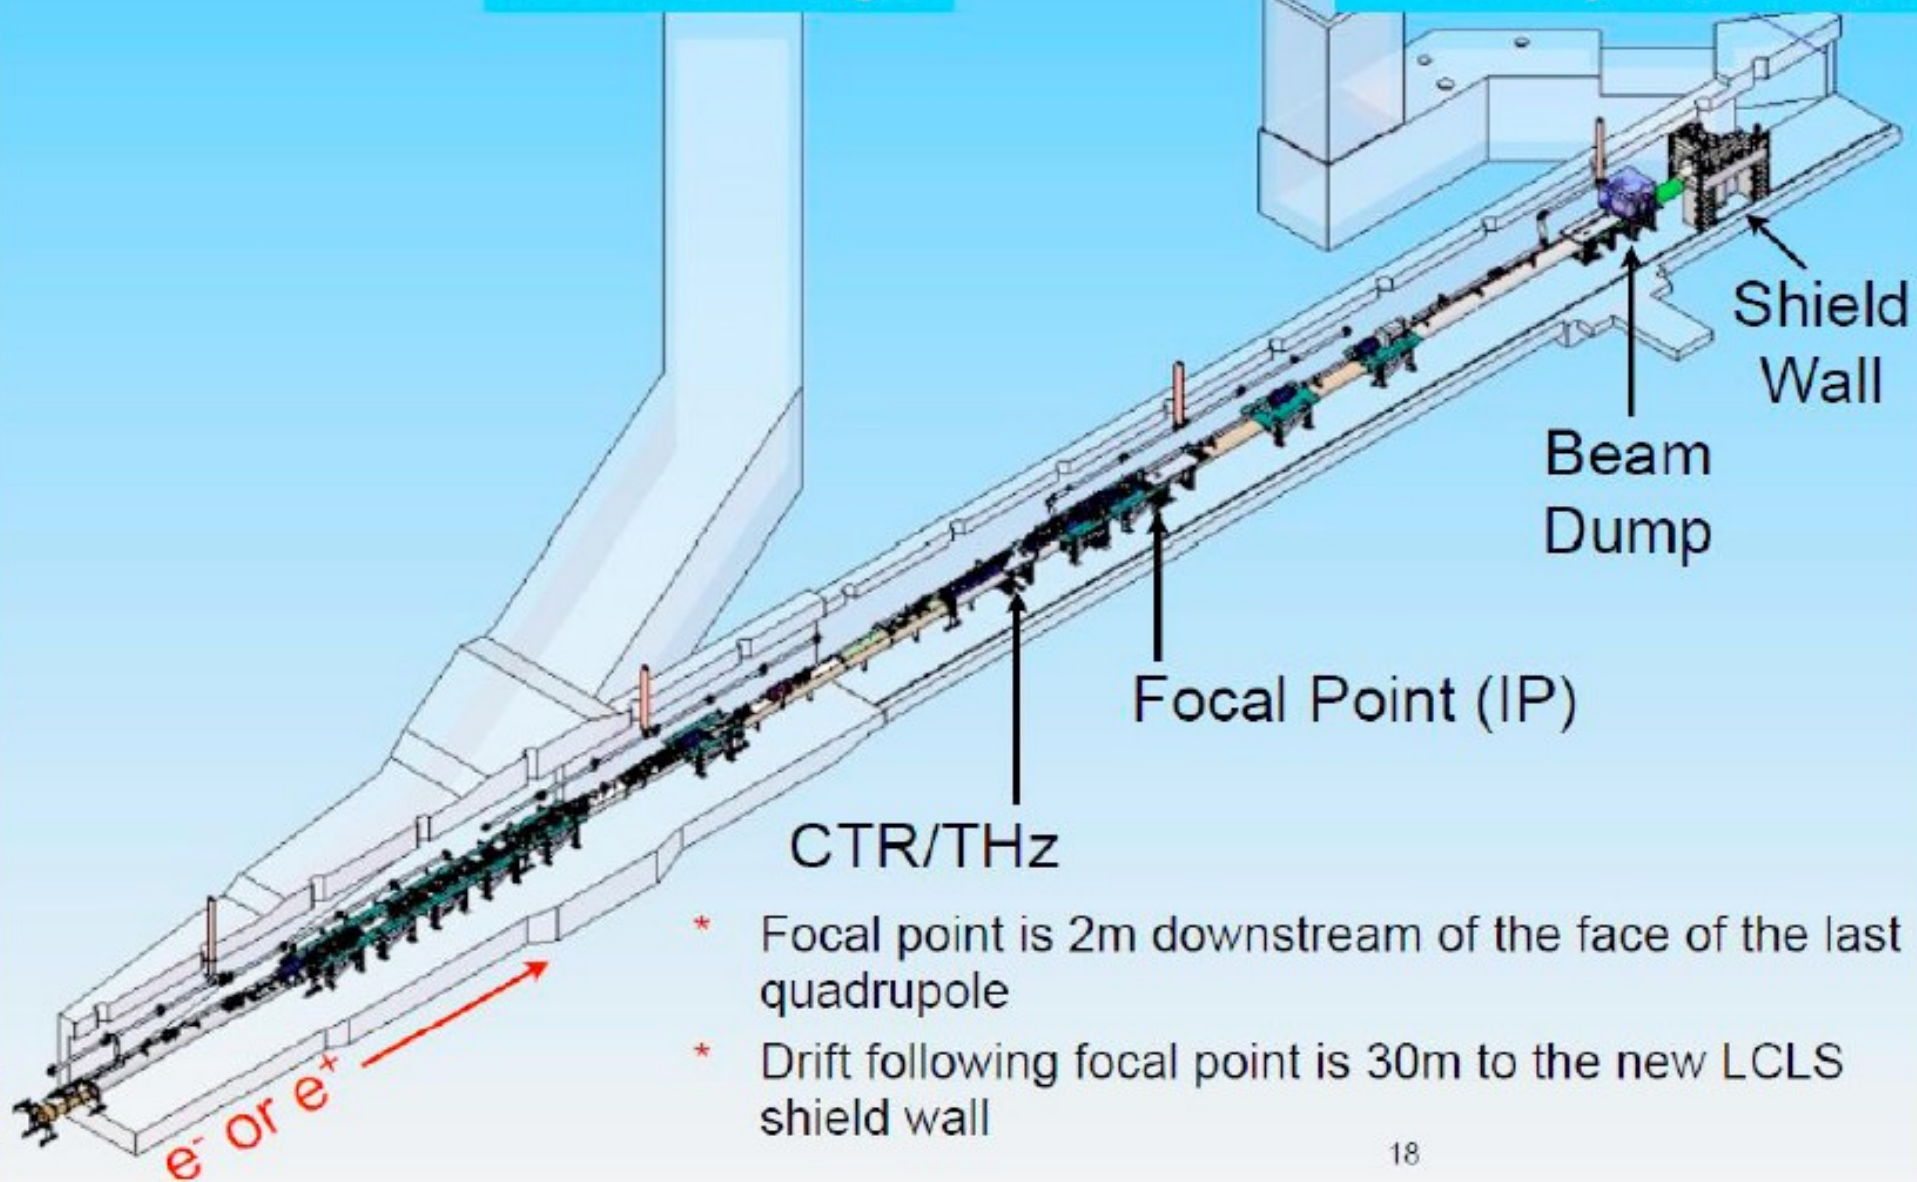 Shield
Wall
Beam
Dump
Focal Point (IP)
CTR/THz
* Focal point is 2m downstream of the face of the last
quadrupole
* Drift following focal point is 30m to the new LCLS
shield wall
e⁻ or e⁺
18